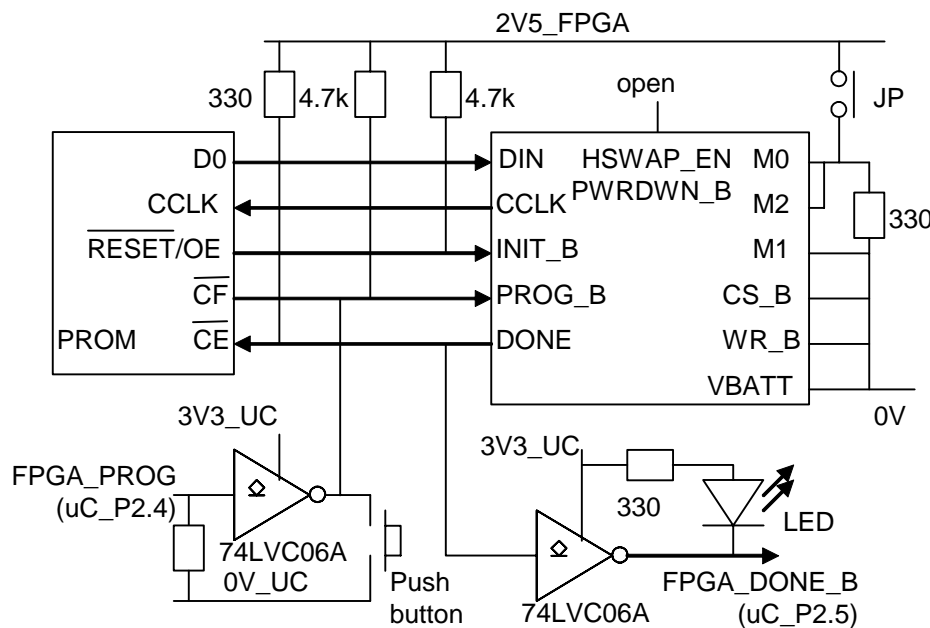 2V5_FPGA
330
4.7k
4.7k
open
JP
D0
DIN
HSWAP_EN
M0
CCLK
CCLK
PWRDWN_B
M2
RESET/OE
INIT_B
M1
330
CF
PROG_B
CS_B
PROM
CE
DONE
WR_B
VBATT
0V
3V3_UC
FPGA_PROG
(uC_P2.4)
74LVC06A
0V_UC
Push
button
3V3_UC
330
LED
74LVC06A
FPGA_DONE_B
(uC_P2.5)